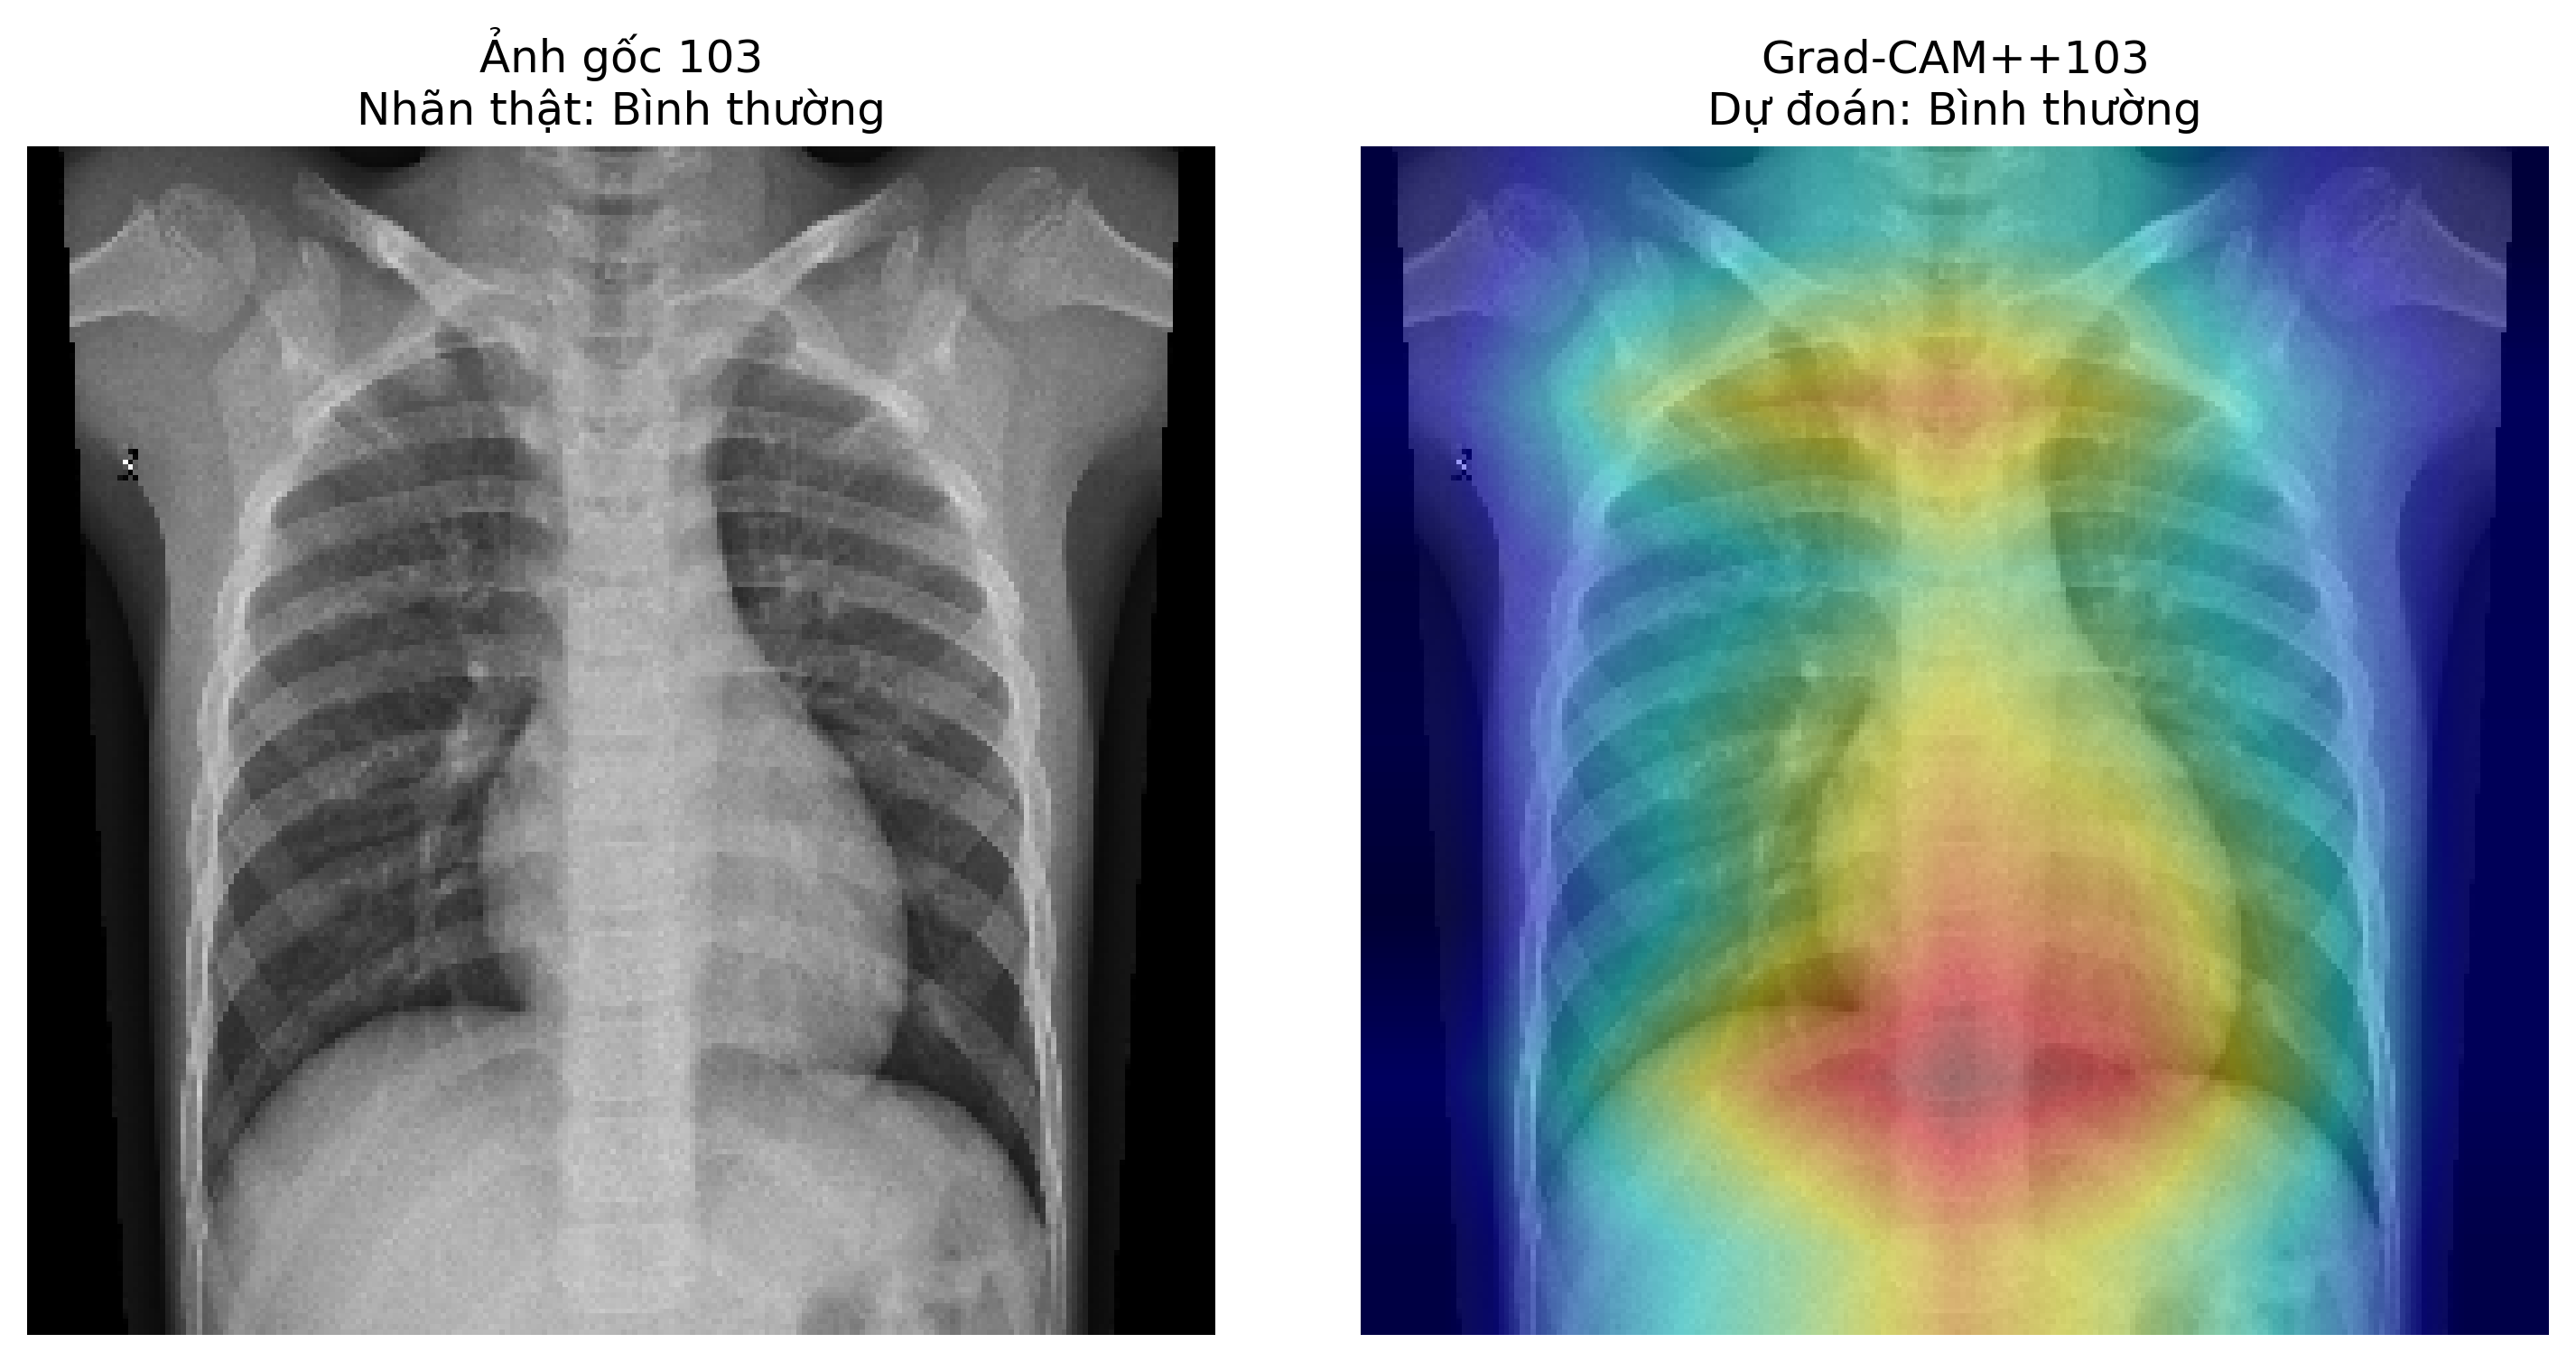 Ảnh gốc 103
Nhãn thật: Bình thường
Grad-CAM++103
Dự đoán: Bình thường